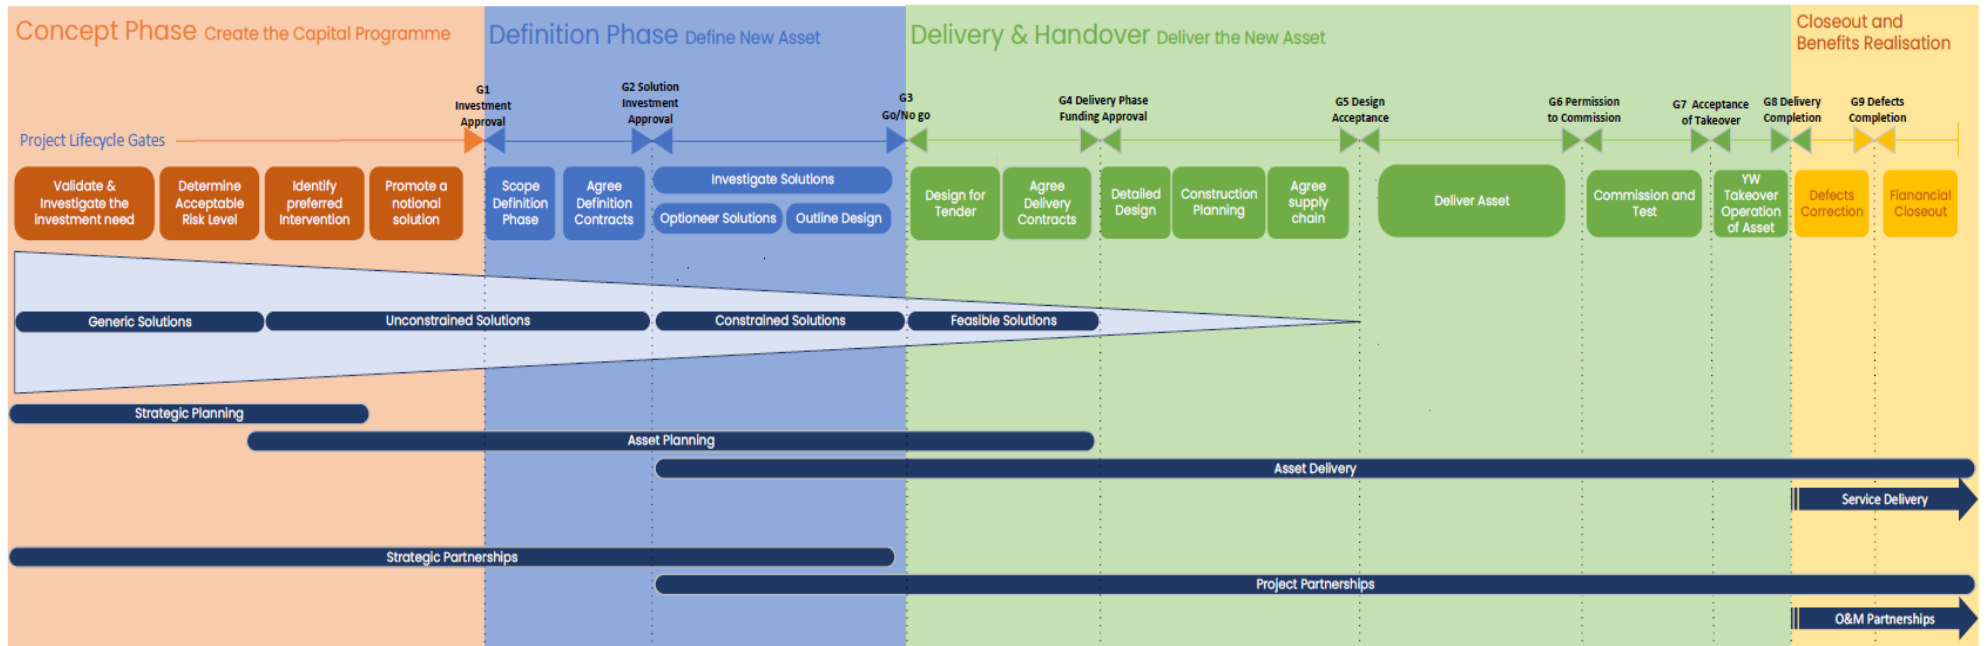 Concept Phase Create the Capital Programme
Definition Phase Define New Asset
Delivery & Handover Deliver the New Asset
Closeout and
Benefits Realisation
G1
Investment
Approval
G2 Solution
Investment
Approval
G3
Go/No go
G4 Delivery Phase
Funding Approval
G5 Design
Acceptance
G6 Permission
to Commission
G7 Acceptance
of Takeover
G8 Delivery
Completion
G9 Defects
Completion
Project Lifecycle Gates
Validate &
Investigate the
investment need
Determine
Acceptable
Risk Level
Identify
preferred
Intervention
Promote a
notional
solution
Scope
Definition
Phase
Agree
Definition
Contracts
Investigate Solutions
Optioneer Solutions
Outline Design
Design for
Tender
Agree
Delivery
Contracts
Detailed
Design
Construction
Planning
Agree
supply
chain
Deliver Asset
Commission and
Test
YW
Takeover
Operation
of Asset
Defects
Correction
Fianancial
Closeout
Generic Solutions
Unconstrained Solutions
Constrained Solutions
Feasible Solutions
Strategic Planning
Asset Planning
Asset Delivery
Service Delivery
Strategic Partnerships
Project Partnerships
O&M Partnerships